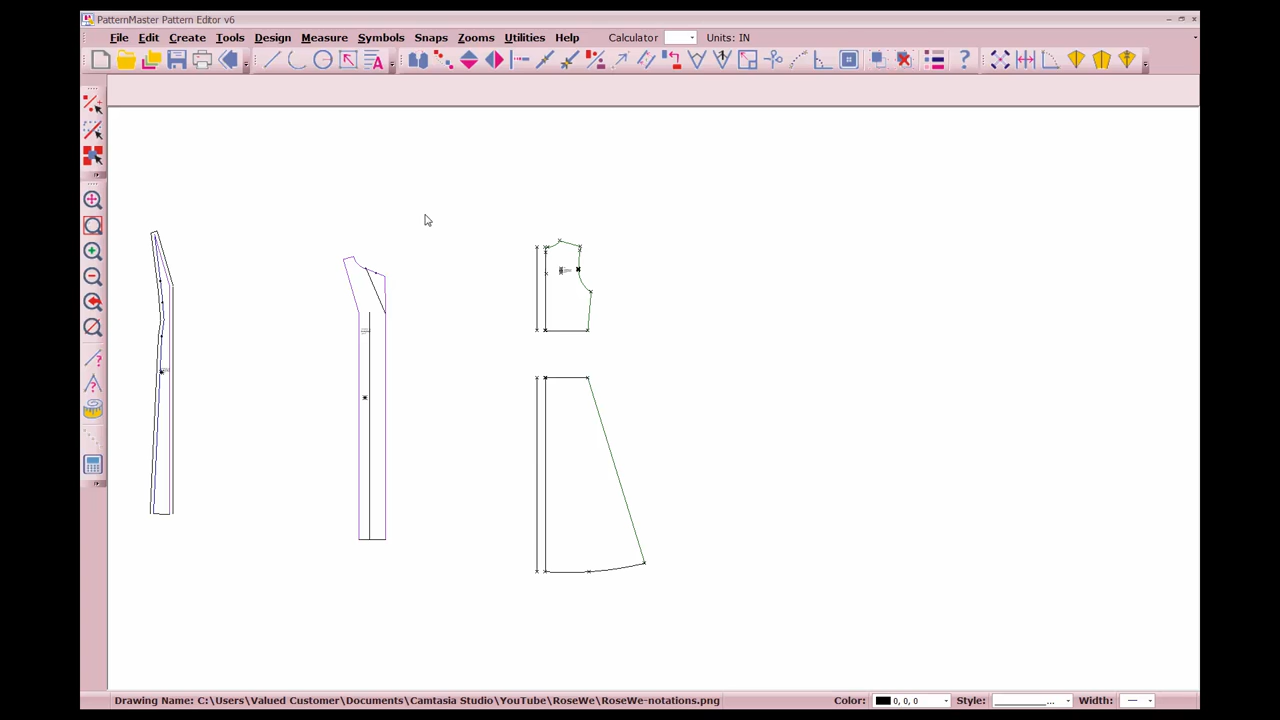 PatternMaster Pattern Editor v6
File Edit Create Tools Design Measure Symbols Snaps Zooms Utilities Help Calculator Units: IN
Drawing Name: C:\Users\Valued Customer\Documents\Camtasia Studio\YouTube\RoseWe\RoseWe-notations.png Color: 0, 0, 0 Style: ... Width: